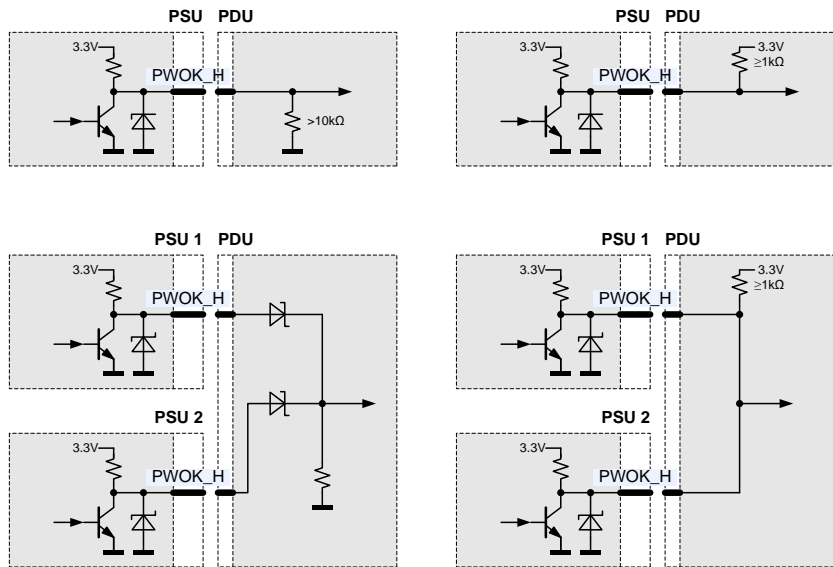 PSU PDU
3.3V
PWOK_H
>10kΩ
PSU PDU
3.3V
PWOK_H
3.3V
≥1kΩ
PSU 1 PDU
3.3V
PWOK_H
PSU 2
3.3V
PWOK_H
PSU 1 PDU
3.3V
PWOK_H
3.3V
≥1kΩ
PSU 2
3.3V
PWOK_H